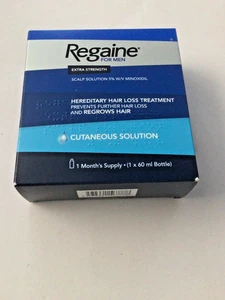 Regaine®
FOR MEN
EXTRA STRENGTH
SCALP SOLUTION 5% W/V MINOXIDIL
HEREDITARY HAIR LOSS TREATMENT
PREVENTS FURTHER HAIR LOSS
AND REGROWS HAIR
CUTANEOUS SOLUTION
1 Month's Supply • (1 x 60 ml Bottle)